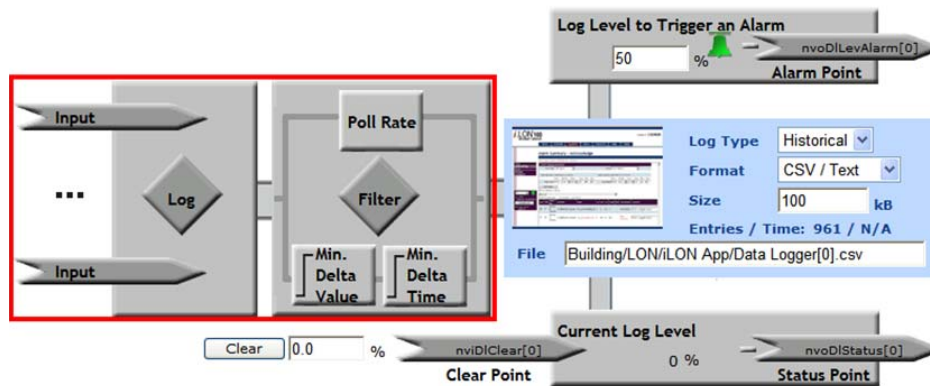 Log Level to Trigger an Alarm
50 %
nvoDlLevAlarm[0]
Alarm Point
Input
Poll Rate
Log Type Historical
Format CSV / Text
...
Log
Filter
Size 100 kB
Entries / Time: 961 / N/A
File Building/LON/iLON App/Data Logger[0].csv
Input
Min. Delta Value
Min. Delta Time
Current Log Level
Clear 0.0 %
nviDlClear[0]
0 %
nvoDlStatus[0]
Clear Point
Status Point